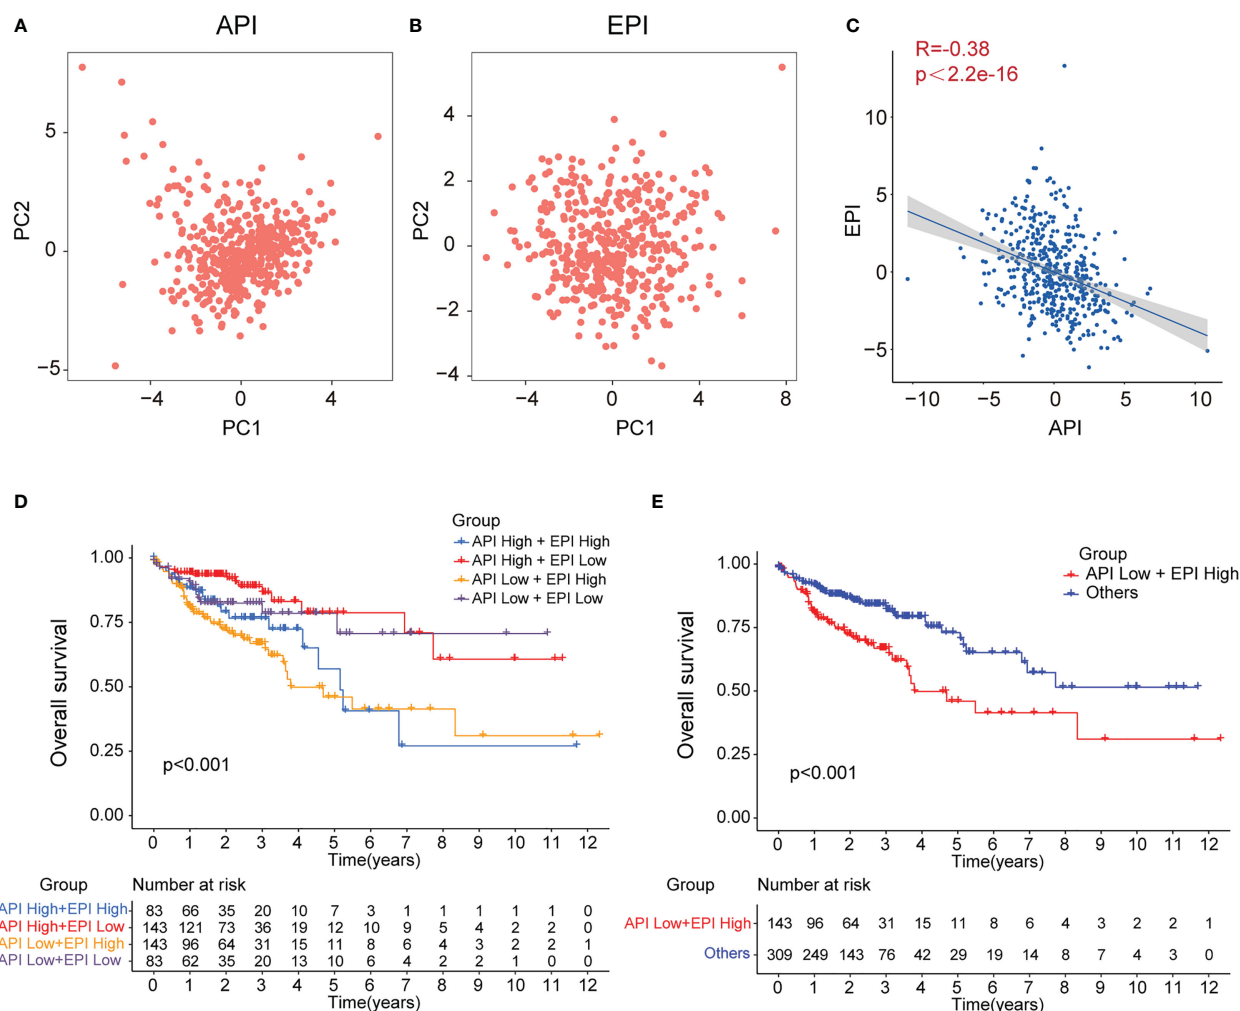 A
API
B
EPI
C
R=-0.38
p<2.2e-16
PC2
5
0
−5
−4
0
4
PC1
PC2
4
2
0
−2
−4
−4
0
4
8
PC1
EPI
10
5
0
−5
−10
−5
0
5
10
API
D
Group
API High + EPI High
API High + EPI Low
API Low + EPI High
API Low + EPI Low
Overall survival
1.00
0.75
0.50
0.25
0.00
p<0.001
0 1 2 3 4 5 6 7 8 9 10 11 12
Time(years)
Group Number at risk
API High+EPI High 83 66 35 20 10 7 3 1 1 1 1 1 0
API High+EPI Low 143 121 73 36 19 12 10 9 5 4 2 2 0
API Low+EPI High 143 96 64 31 15 11 8 6 4 3 2 2 1
API Low+EPI Low 83 62 35 20 13 10 6 4 2 2 1 0 0
0 1 2 3 4 5 6 7 8 9 10 11 12
Time(years)
E
Group
API Low + EPI High
Others
Overall survival
1.00
0.75
0.50
0.25
0.00
p<0.001
0 1 2 3 4 5 6 7 8 9 10 11 12
Time(years)
Group Number at risk
API Low+EPI High 143 96 64 31 15 11 8 6 4 3 2 2 1
Others 309 249 143 76 42 29 19 14 8 7 4 3 0
0 1 2 3 4 5 6 7 8 9 10 11 12
Time(years)